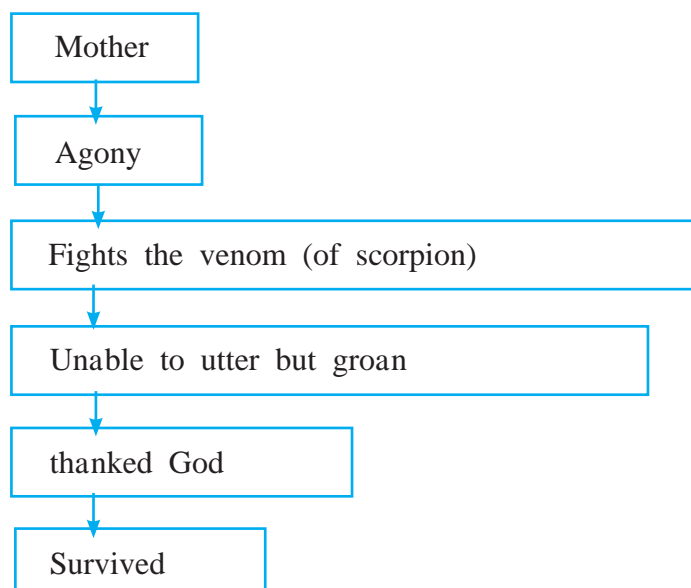 Mother
Agony
Fights the venom (of scorpion)
Unable to utter but groan
thanked God
Survived